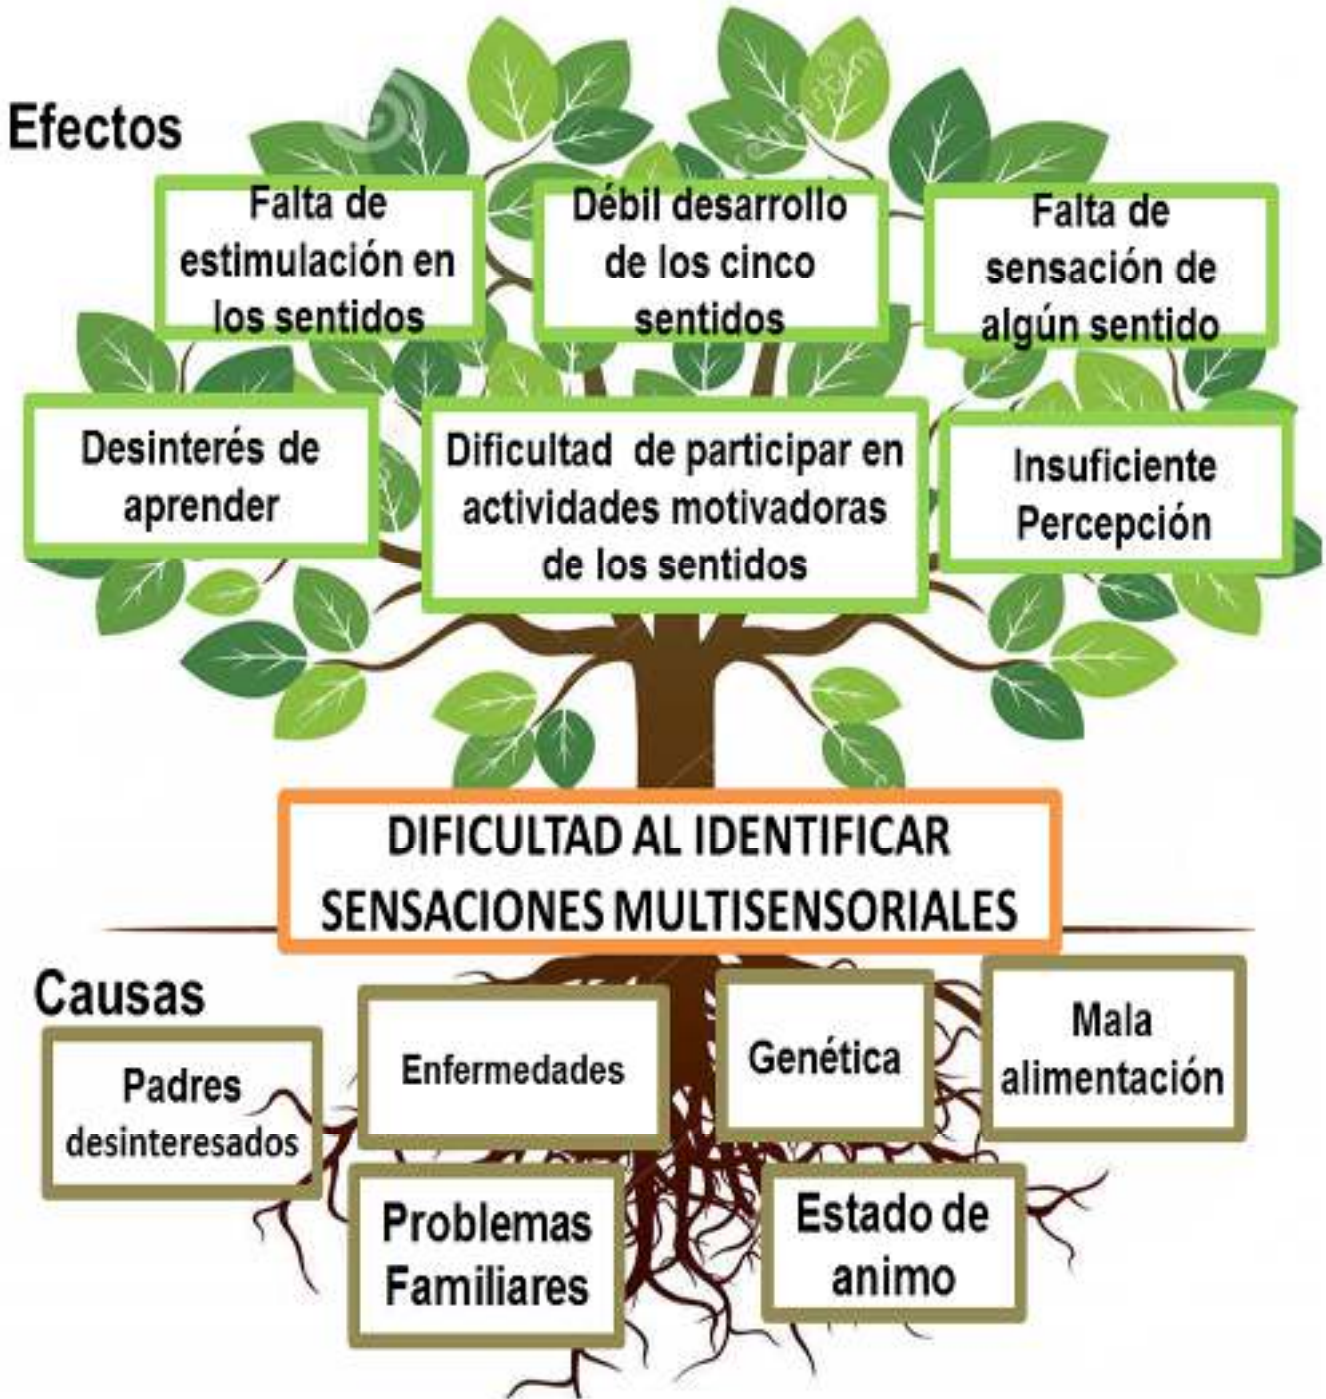 Efectos
Falta de
estimulación en
los sentidos
Débil desarrollo
de los cinco
sentidos
Falta de
sensación de
algún sentido
Desinterés de
aprender
Dificultad de participar en
actividades motivadoras
de los sentidos
Insuficiente
Percepción
DIFICULTAD AL IDENTIFICAR
SENSACIONES MULTISENSORIALES
Causas
Padres
desinteresados
Enfermedades
Genética
Mala
alimentación
Problemas
Familiares
Estado de
animo